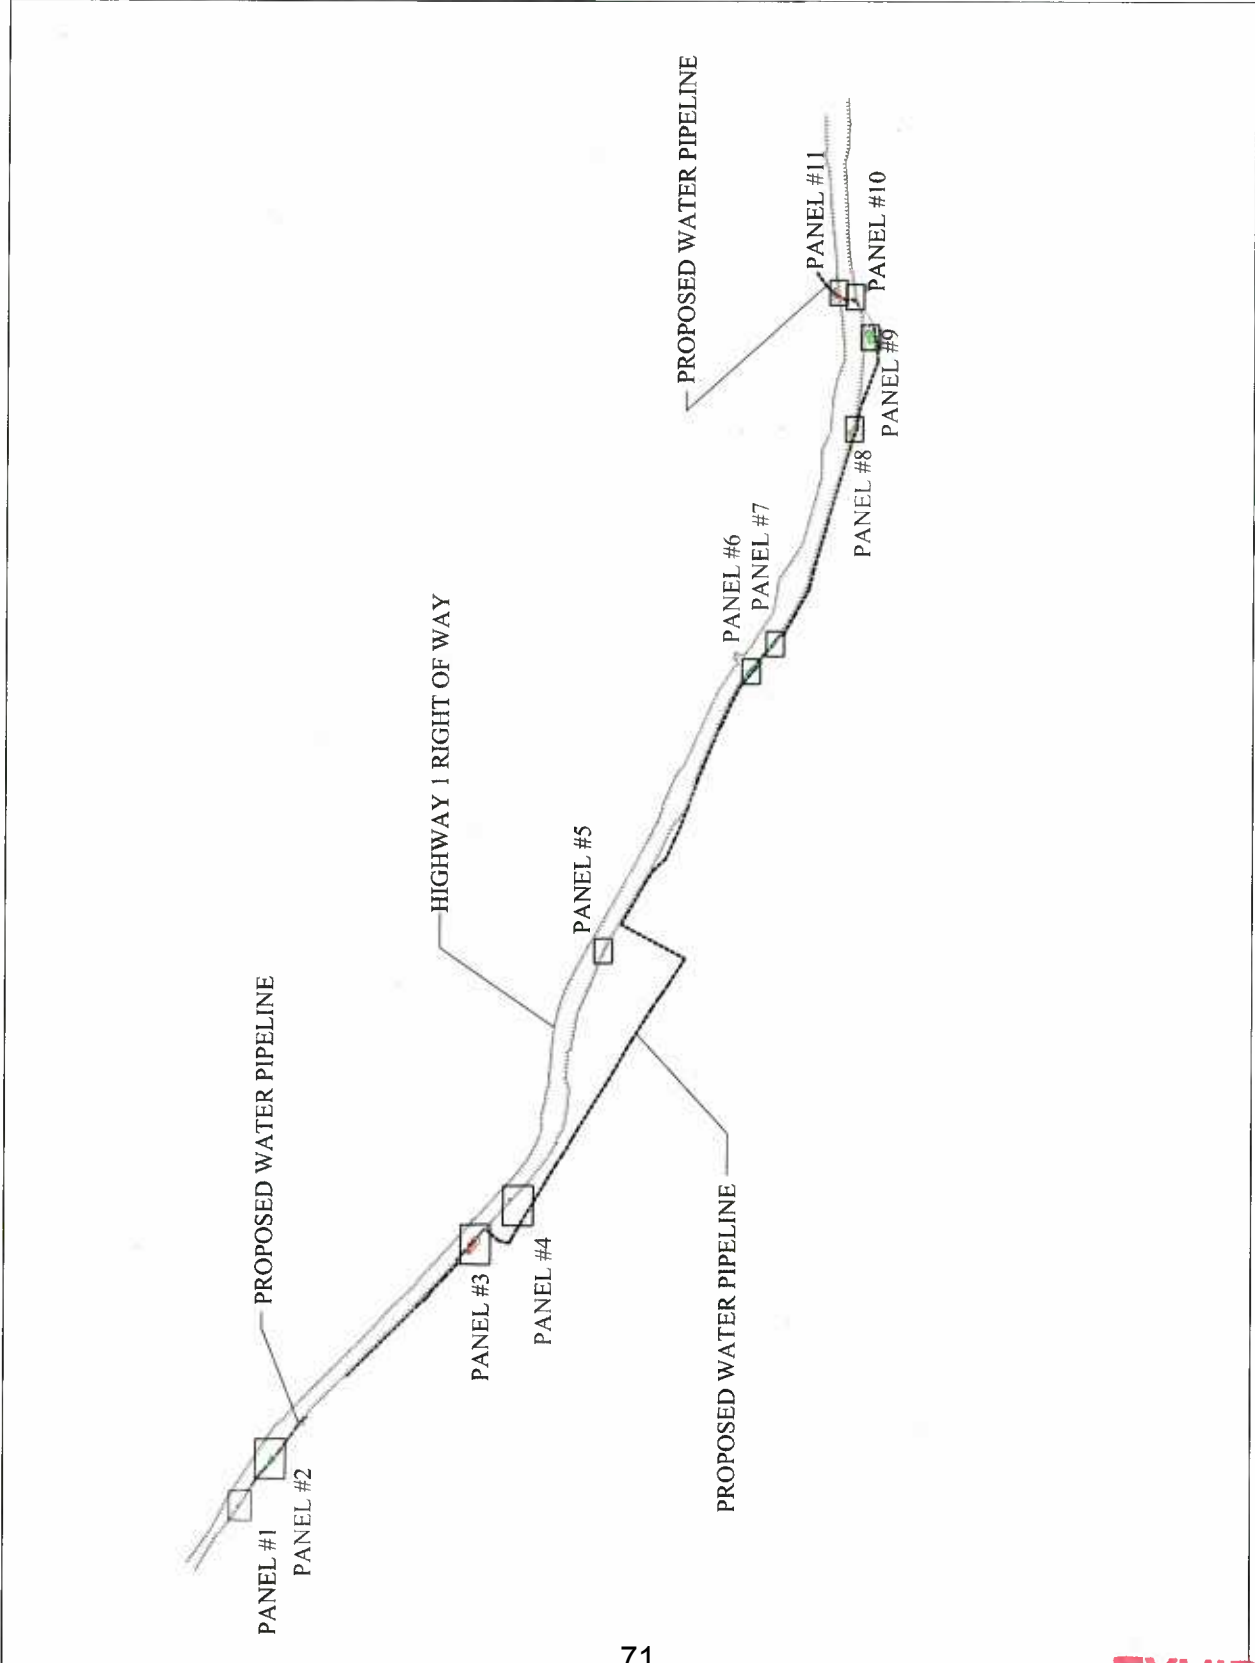 PROPOSED WATER PIPELINE
PANEL #11
PANEL #10
PANEL #9
PANEL #8
PANEL #6
PANEL #7
HIGHWAY 1 RIGHT OF WAY
PANEL #5
PROPOSED WATER PIPELINE
PANEL #3
PANEL #4
PROPOSED WATER PIPELINE
PANEL #1
PANEL #2
71